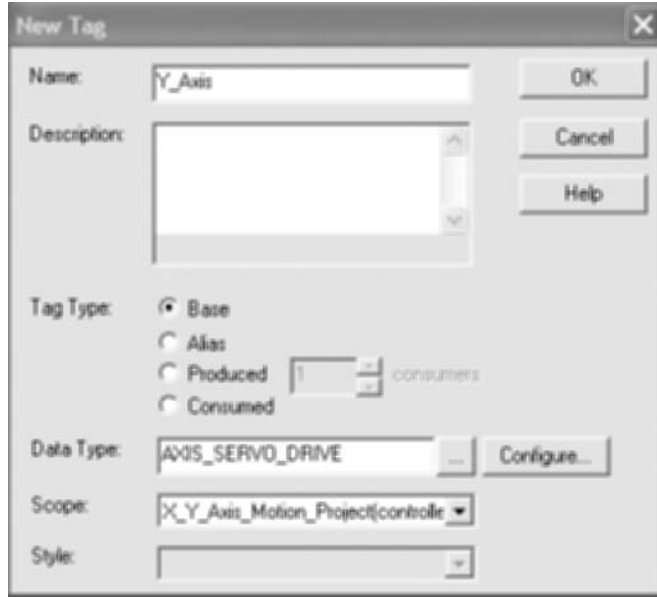 New Tag
Name: Y_Axis OK
Description: Cancel
Help
Tag Type: Base
Alias
Produced 1 consumers
Consumed
Data Type: AXIS_SERVO_DRIVE ... Configure...
Scope: X_Y_Axis_Motion_Project(controlle
Style: